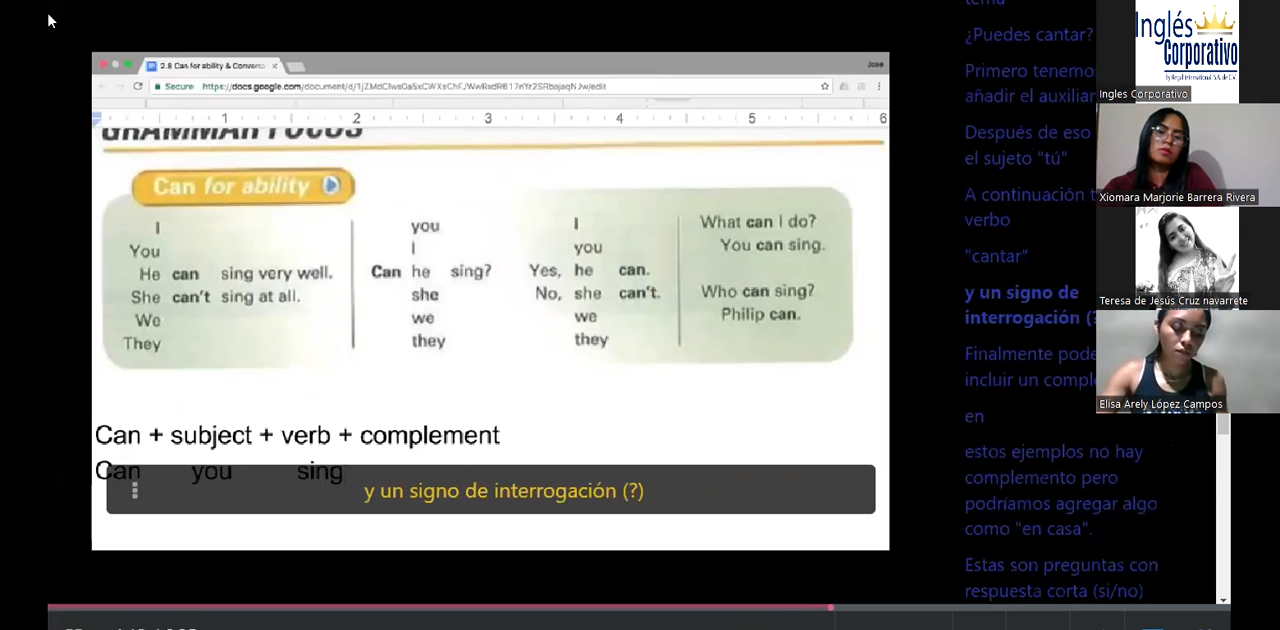 2.8 Can for ability & Conversa
Jose
Secure
https://docs.google.com/document/d/
/edit
1 2 3 4 5 6
GRAMMAR FOCUS
Can for ability
I
You
He can sing very well.
She can't sing at all.
We
They
you
I
Can he sing?
she
we
they
I
you
Yes, he can.
No, she can't.
we
they
What can I do?
You can sing.
Who can sing?
Philip can.
Can + subject + verb + complement
Can you sing
y un signo de interrogación (?)
tema
¿Puedes cantar?
Primero tenemos
añadir el auxiliar
Después de eso
el sujeto "tú"
A continuación t
verbo
"cantar"
y un signo de
interrogación (?
Finalmente pode
incluir un compl
en
estos ejemplos no hay
complemento pero
podríamos agregar algo
como "en casa".
Estas son preguntas con
respuesta corta (si/no)
Inglés
Corporativo
Ingles Corporativo
Xiomara Marjorie Barrera Rivera
Teresa de Jesús Cruz navarrete
Elisa Arely López Campos